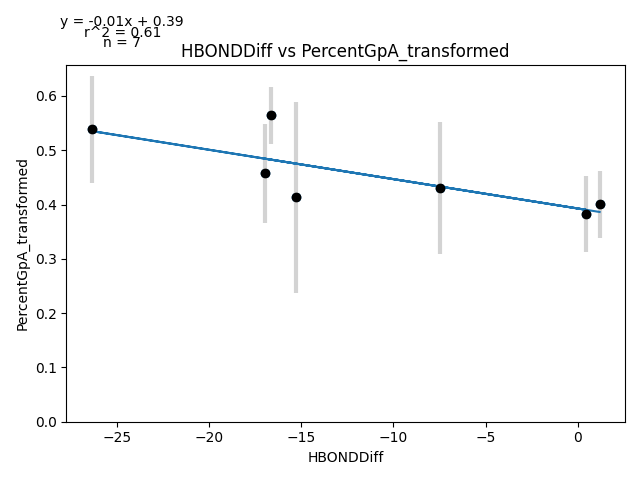 y = -0.01x + 0.39
r^2 = 0.61
n = 7
HBONDDiff vs PercentGpA_transformed
PercentGpA_transformed
0.6
0.5
0.4
0.3
0.2
0.1
0.0
−25
−20
−15
−10
−5
0
HBONDDiff